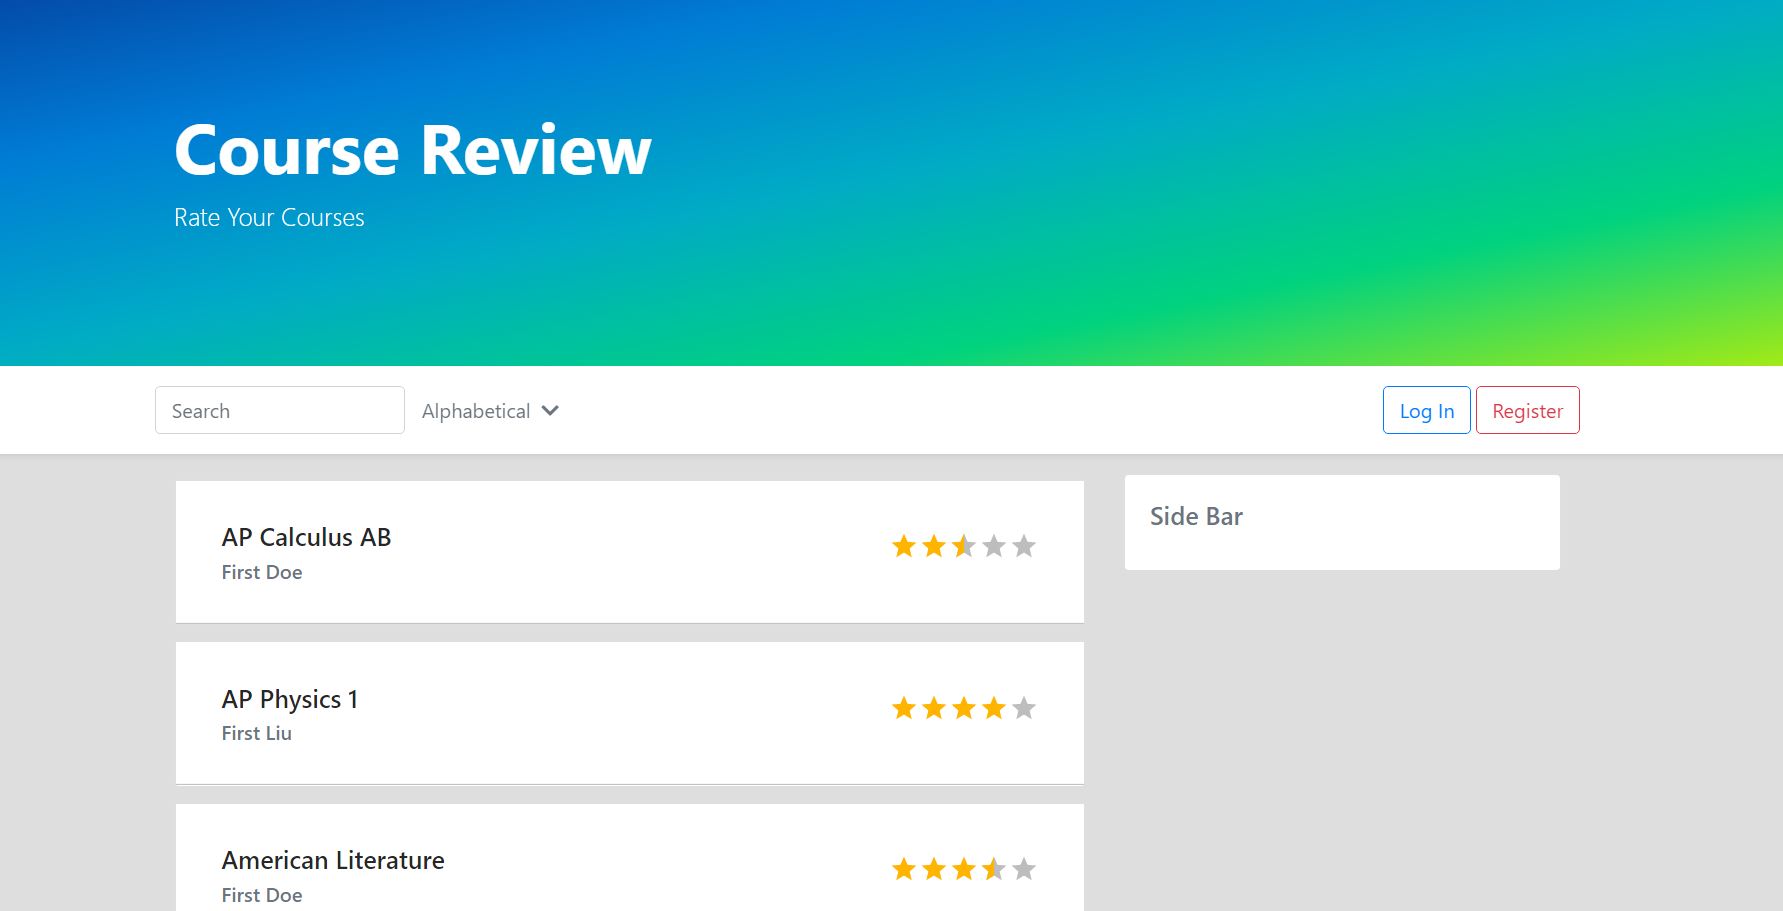 Course Review
Rate Your Courses
Search
Alphabetical
Log In
Register
AP Calculus AB
First Doe
AP Physics 1
First Liu
American Literature
First Doe
Side Bar